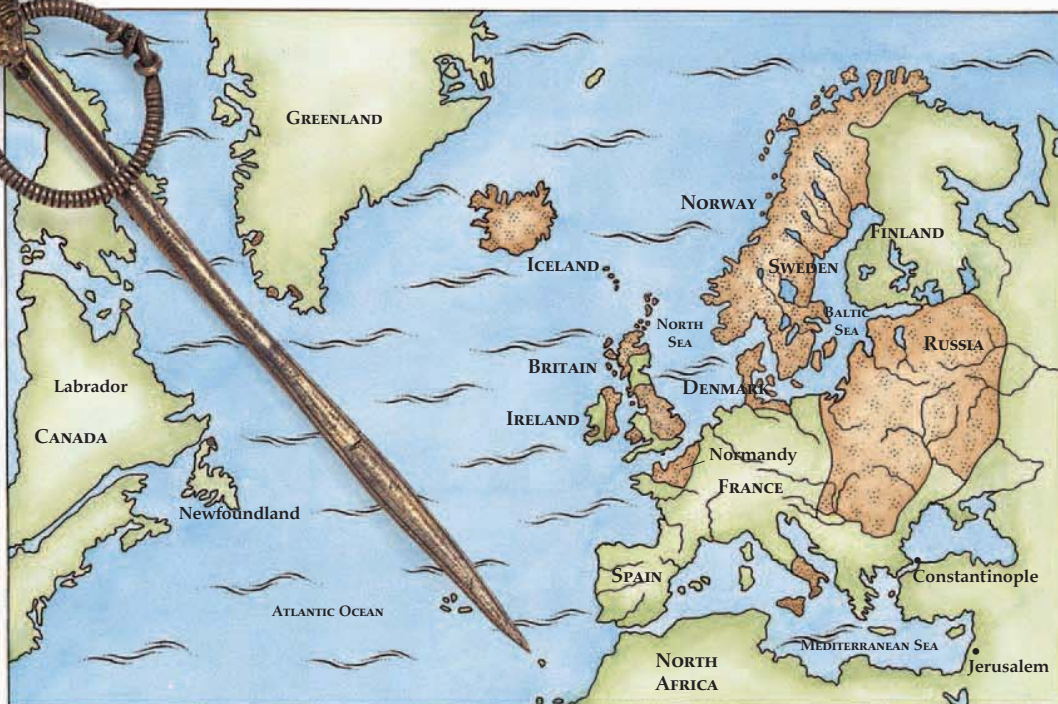 GREENLAND
NORWAY
FINLAND
ICELAND
SWEDEN
NORTH
SEA
BALTIC
SEA
RUSSIA
BRITAIN
DENMARK
Labrador
IRELAND
CANADA
Normandy
FRANCE
Newfoundland
SPAIN
Constantinople
ATLANTIC OCEAN
MEDITERRANEAN SEA
NORTH
AFRICA
Jerusalem